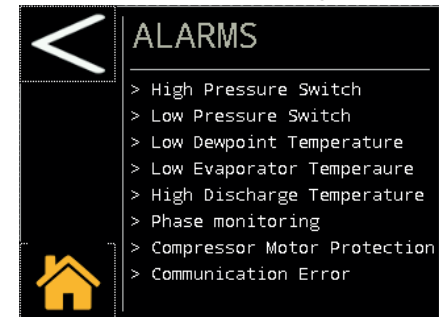 ALARMS
> High Pressure Switch
> Low Pressure Switch
> Low Dewpoint Temperature
> Low Evaporator Temperaure
> High Discharge Temperature
> Phase monitoring
> Compressor Motor Protection
> Communication Error